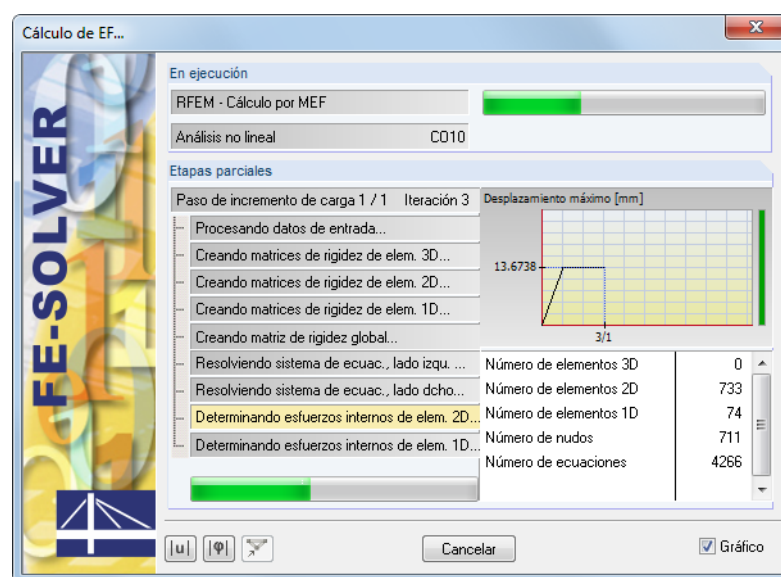 Cálculo de EF...
FE-SOLVER
En ejecución
RFEM - Cálculo por MEF
Análisis no lineal CO10
Etapas parciales
Paso de incremento de carga 1 / 1 Iteración 3
Procesando datos de entrada...
Creando matrices de rigidez de elem. 3D...
Creando matrices de rigidez de elem. 2D...
Creando matrices de rigidez de elem. 1D...
Creando matriz de rigidez global...
Resolviendo sistema de ecuac., lado izqu. ...
Resolviendo sistema de ecuac., lado dcho...
Determinando esfuerzos internos de elem. 2D...
Determinando esfuerzos internos de elem. 1D...
Desplazamiento máximo [mm]
13.6738
3/1
Número de elementos 3D 0
Número de elementos 2D 733
Número de elementos 1D 74
Número de nudos 711
Número de ecuaciones 4266
|u| |φ|
Cancelar
Gráfico